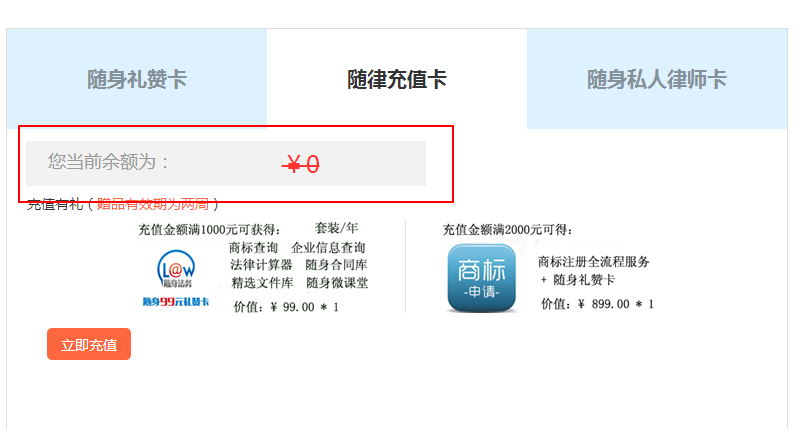 随身礼赞卡
随律充值卡
随身私人律师卡
您当前余额为：
￥0
充值有礼（赠品有效期为两周）
充值金额满1000元可获得： 套装/年
商标查询 企业信息查询
法律计算器 随身合同库
精选文件库 随身微课堂
价值：￥ 99.00 * 1
L@W
随身法务
随身99元礼赞卡
充值金额满2000元可得：
商标
-申请-
商标注册全流程服务
+ 随身礼赞卡
价值：￥ 899.00 * 1
立即充值